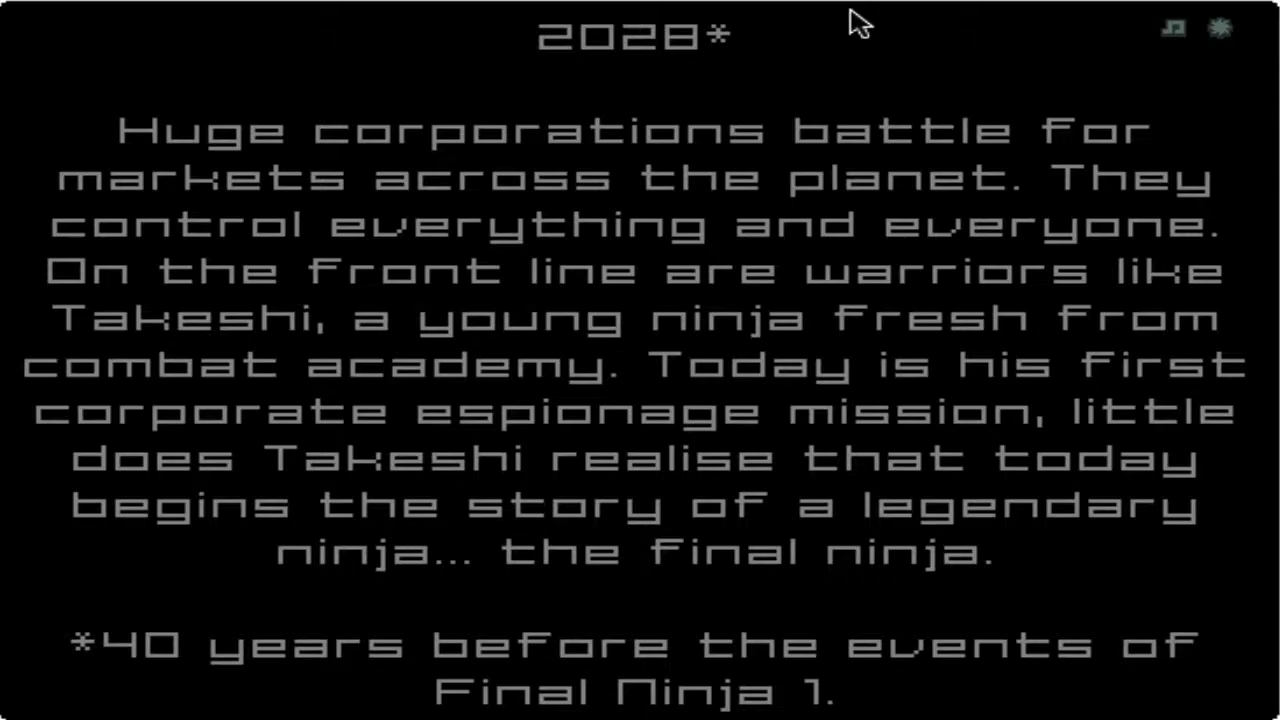 2028*
Huge corporations battle for
markets across the planet. They
control everything and everyone.
On the front line are warriors like
Takeshi, a young ninja fresh from
combat academy. Today is his first
corporate espionage mission, little
does Takeshi realise that today
begins the story of a legendary
ninja... the final ninja.
*40 years before the events of
Final Ninja 1.